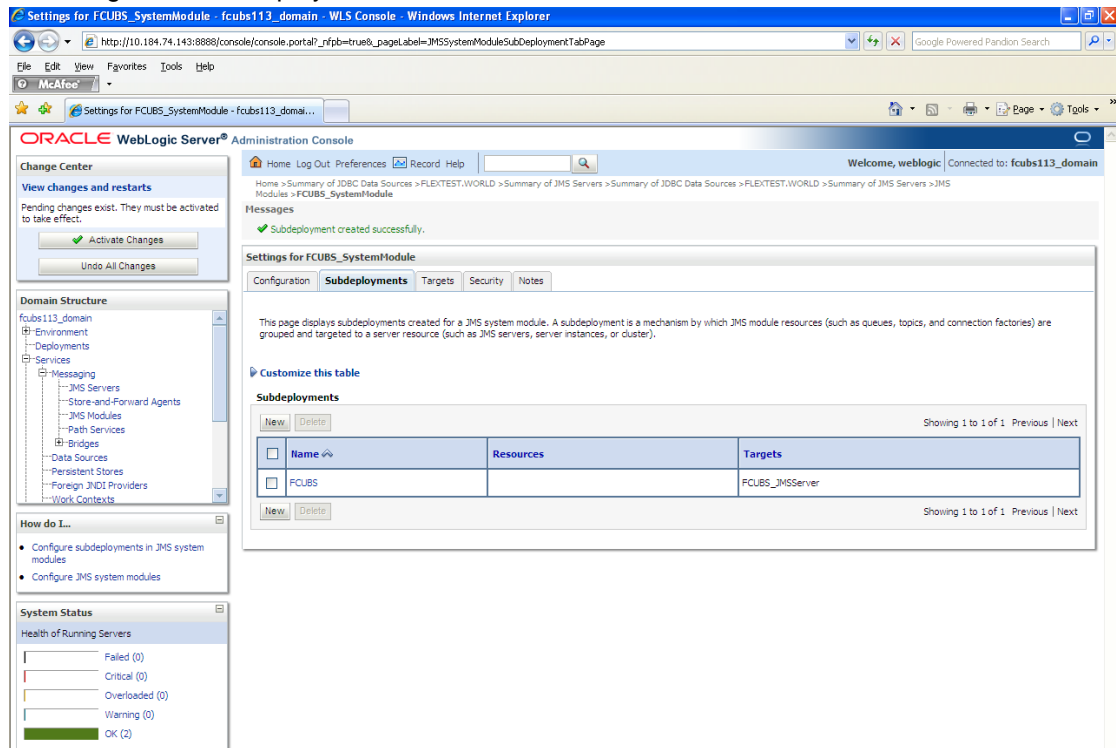 Settings for FCUBS_SystemModule - fcubs113_domain - WLS Console - Windows Internet Explorer
http://10.184.74.143:8888/console/console.portal?_nfpb=true&_pageLabel=JMSSystemModuleSubDeploymentTabPage
Google Powered Pandion Search
File Edit View Favorites Tools Help
McAfee
Settings for FCUBS_SystemModule - fcubs113_domai...
Page Tools
ORACLE WebLogic Server® Administration Console
Change Center
View changes and restarts
Pending changes exist. They must be activated
to take effect.
Activate Changes
Undo All Changes
Domain Structure
fcubs113_domain
Environment
Deployments
Services
Messaging
JMS Servers
Store-and-Forward Agents
JMS Modules
Path Services
Bridges
Data Sources
Persistent Stores
Foreign JNDI Providers
Work Contexts
How do I...
Configure subdeployments in JMS system
modules
Configure JMS system modules
System Status
Health of Running Servers
Failed (0)
Critical (0)
Overloaded (0)
Warning (0)
OK (2)
Home Log Out Preferences Record Help
Welcome, weblogic Connected to: fcubs113_domain
Home >Summary of JDBC Data Sources >FLEXTEST.WORLD >Summary of JMS Servers >Summary of JDBC Data Sources >FLEXTEST.WORLD >Summary of JMS Servers >JMS
Modules >FCUBS_SystemModule
Messages
Subdeployment created successfully.
Settings for FCUBS_SystemModule
Configuration Subdeployments Targets Security Notes
This page displays subdeployments created for a JMS system module. A subdeployment is a mechanism by which JMS module resources (such as queues, topics, and connection factories) are
grouped and targeted to a server resource (such as JMS servers, server instances, or cluster).
Customize this table
Subdeployments
New Delete Showing 1 to 1 of 1 Previous | Next
Name Resources Targets
FCUBS FCUBS_JMSServer
New Delete Showing 1 to 1 of 1 Previous | Next